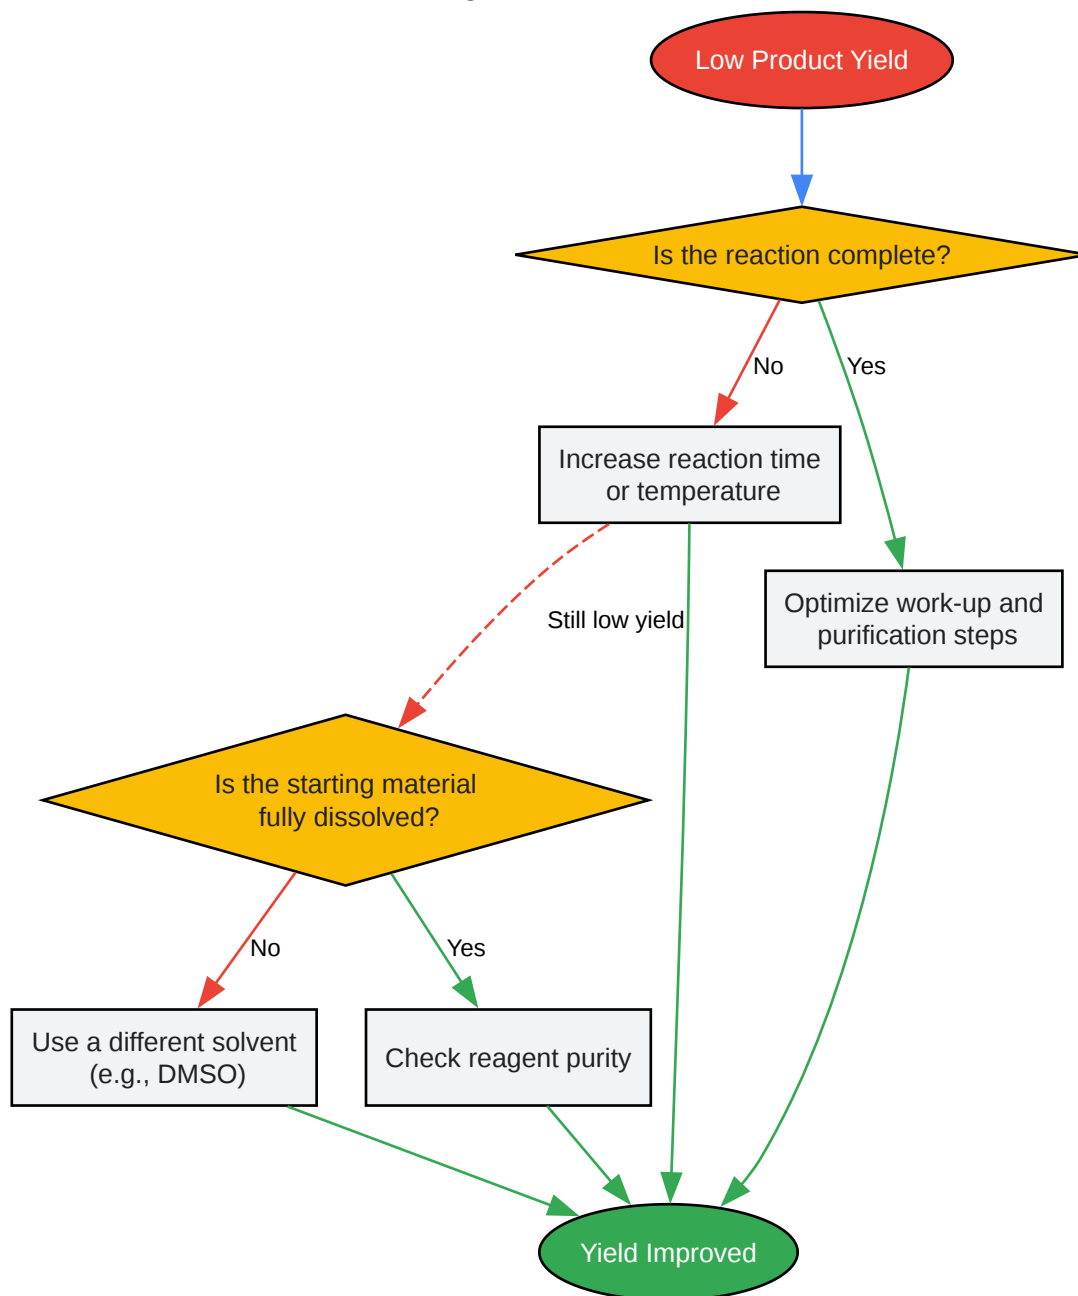 Low Product Yield
Is the reaction complete?
No
Yes
Increase reaction time
or temperature
Optimize work-up and
purification steps
Still low yield
Is the starting material
fully dissolved?
No
Yes
Use a different solvent
(e.g., DMSO)
Check reagent purity
Yield Improved